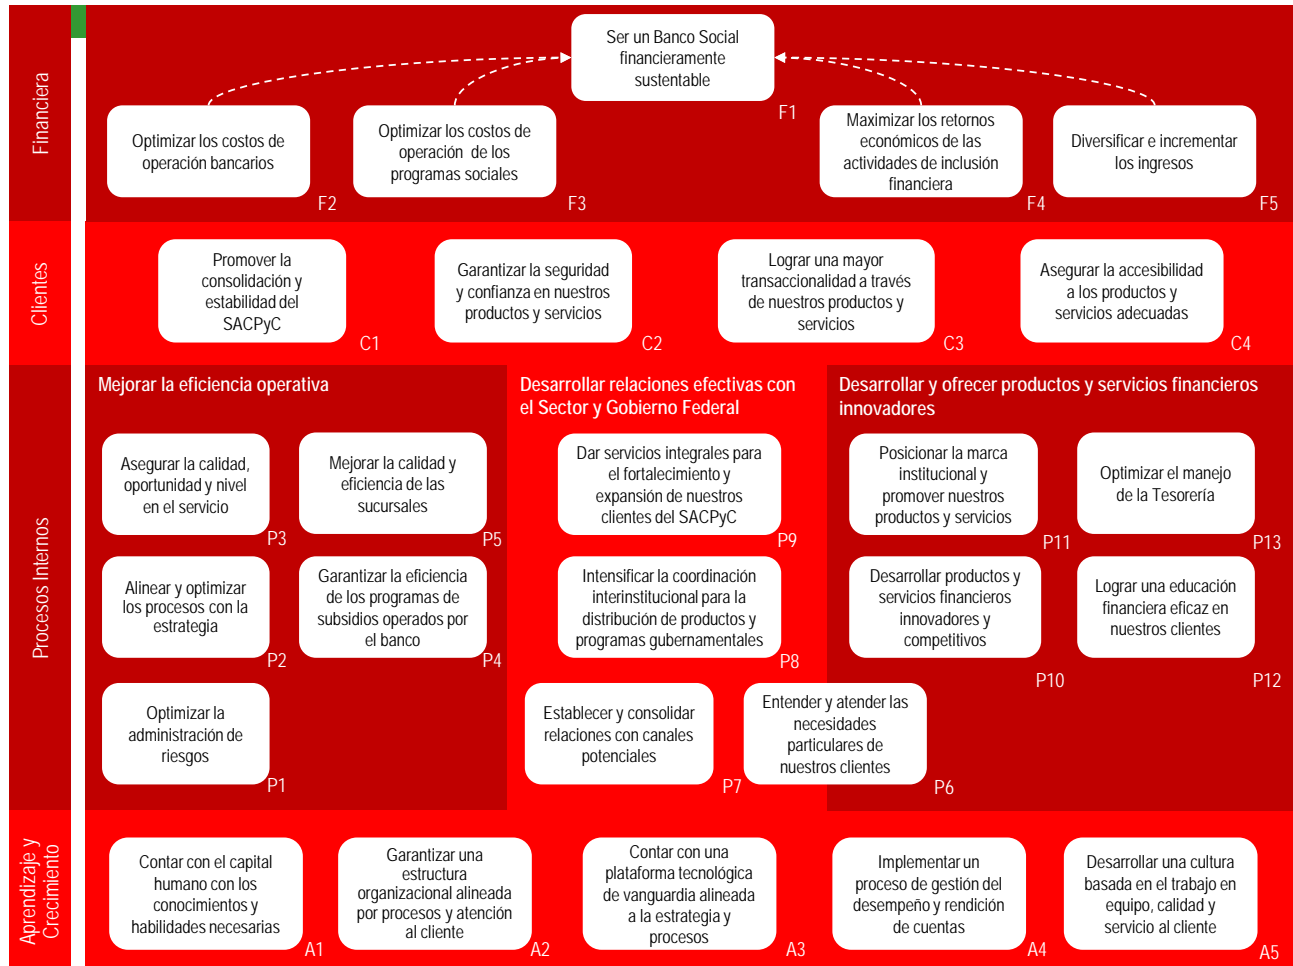 Financiera
Ser un Banco Social
financieramente
sustentable
F1
Optimizar los costos de
operación bancarios
F2
Optimizar los costos de
operación de los
programas sociales
F3
Maximizar los retornos
económicos de las
actividades de inclusión
financiera
F4
Diversificar e incrementar
los ingresos
F5
Clientes
Promover la
consolidación y
estabilidad del
SACPyC
C1
Garantizar la seguridad
y confianza en nuestros
productos y servicios
C2
Lograr una mayor
transaccionalidad a través
de nuestros productos y
servicios
C3
Asegurar la accesibilidad
a los productos y
servicios adecuadas
C4
Procesos Internos
Mejorar la eficiencia operativa
Asegurar la calidad,
oportunidad y nivel
en el servicio
P3
Mejorar la calidad y
eficiencia de las
sucursales
P5
Alinear y optimizar
los procesos con la
estrategia
P2
Garantizar la eficiencia
de los programas de
subsidios operados por
el banco
P4
Optimizar la
administración de
riesgos
P1
Desarrollar relaciones efectivas con
el Sector y Gobierno Federal
Dar servicios integrales para
el fortalecimiento y
expansión de nuestros
clientes del SACPyC
P9
Intensificar la coordinación
interinstitucional para la
distribución de productos y
programas gubernamentales
P8
Establecer y consolidar
relaciones con canales
potenciales
P7
Entender y atender las
necesidades
particulares de
nuestros clientes
P6
Desarrollar y ofrecer productos y servicios financieros
innovadores
Posicionar la marca
institucional y
promover nuestros
productos y servicios
P11
Optimizar el manejo
de la Tesorería
P13
Desarrollar productos y
servicios financieros
innovadores y
competitivos
P10
Lograr una educación
financiera eficaz en
nuestros clientes
P12
Aprendizaje y
Crecimiento
Contar con el capital
humano con los
conocimientos y
habilidades necesarias
A1
Garantizar una
estructura
organizacional alineada
por procesos y atención
al cliente
A2
Contar con una
plataforma tecnológica
de vanguardia alineada
a la estrategia y
procesos
A3
Implementar un
proceso de gestión del
desempeño y rendición
de cuentas
A4
Desarrollar una cultura
basada en el trabajo en
equipo, calidad y
servicio al cliente
A5